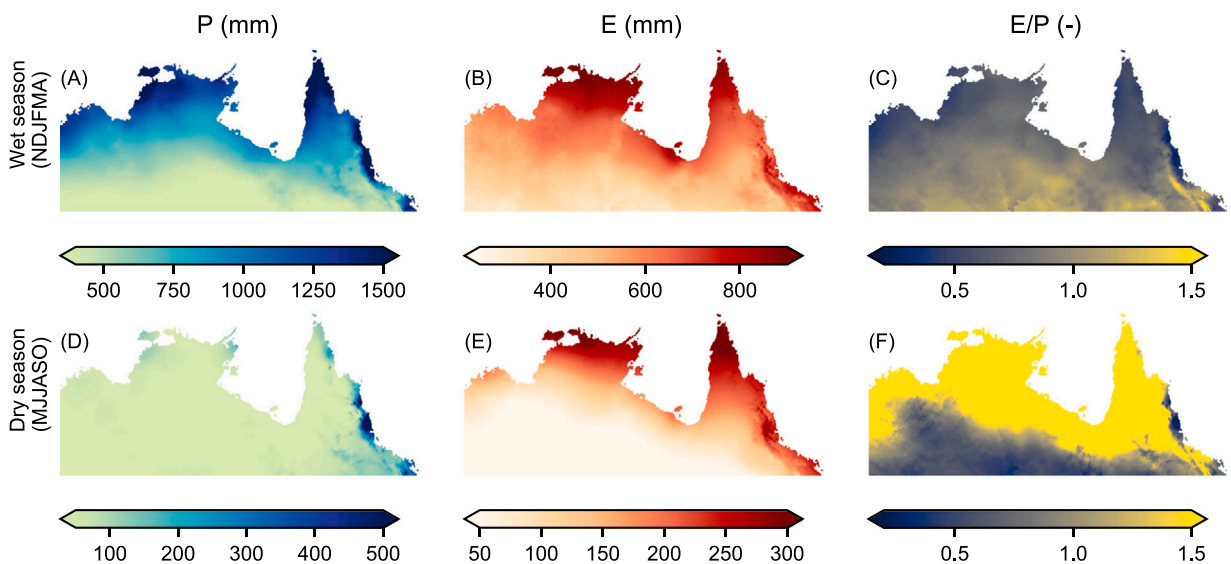 P (mm) E (mm) E/P (-)
Wet season
(NDJFMA)
(A) (B) (C)
500 750 1000 1250 1500 400 600 800 0.5 1.0 1.5
Dry season
(MJJASO)
(D) (E) (F)
100 200 300 400 500 50 100 150 200 250 300 0.5 1.0 1.5